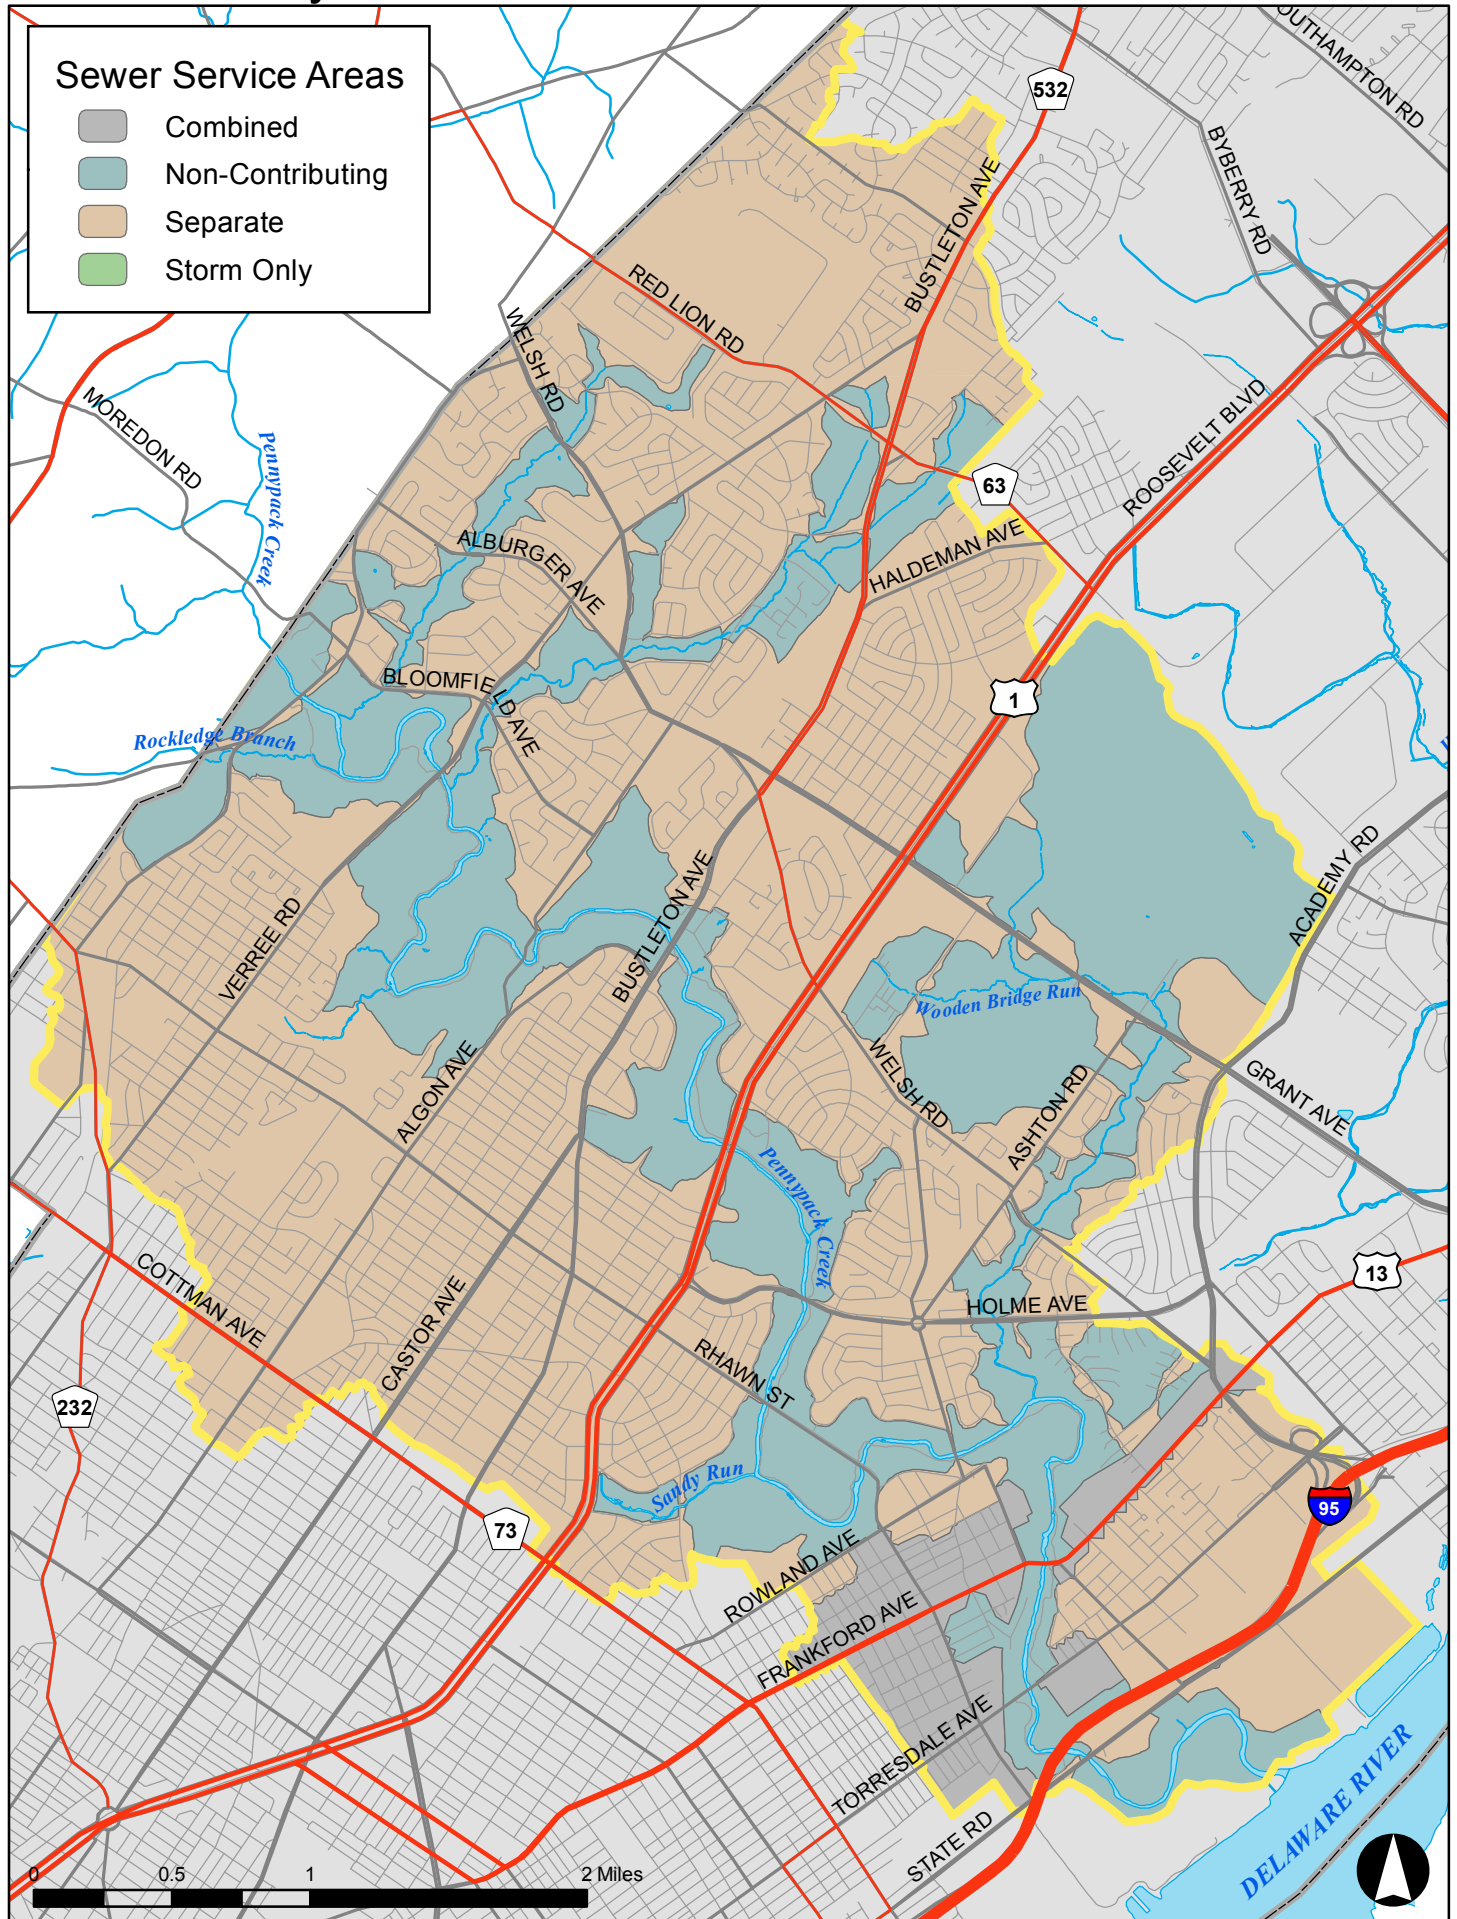 Sewer Service Areas
Combined
Non-Contributing
Separate
Storm Only
OUTHAMPTON RD
532
BYBERRY RD
BUSTLETON AVE
RED LION RD
WELSH RD
MOREDON RD
Pennypack Creek
ROOSEVELT BLVD
63
ALBURGER AVE
HALDEMAN AVE
BLOOMFIELD AVE
1
Rockledge Branch
ACADEMY RD
BUSTLETON AVE
VERREE RD
Wooden Bridge Run
WELSH RD
ALGON AVE
ASHTON RD
GRANT AVE
Pennypack Creek
13
COTTMAN AVE
CASTOR AVE
HOLME AVE
RHAWN ST
232
Sandy Run
73
95
ROWLAND AVE
FRANKFORD AVE
TORRESDALE AVE
STATE RD
DELAWARE RIVER
0 0.5 1 2 Miles